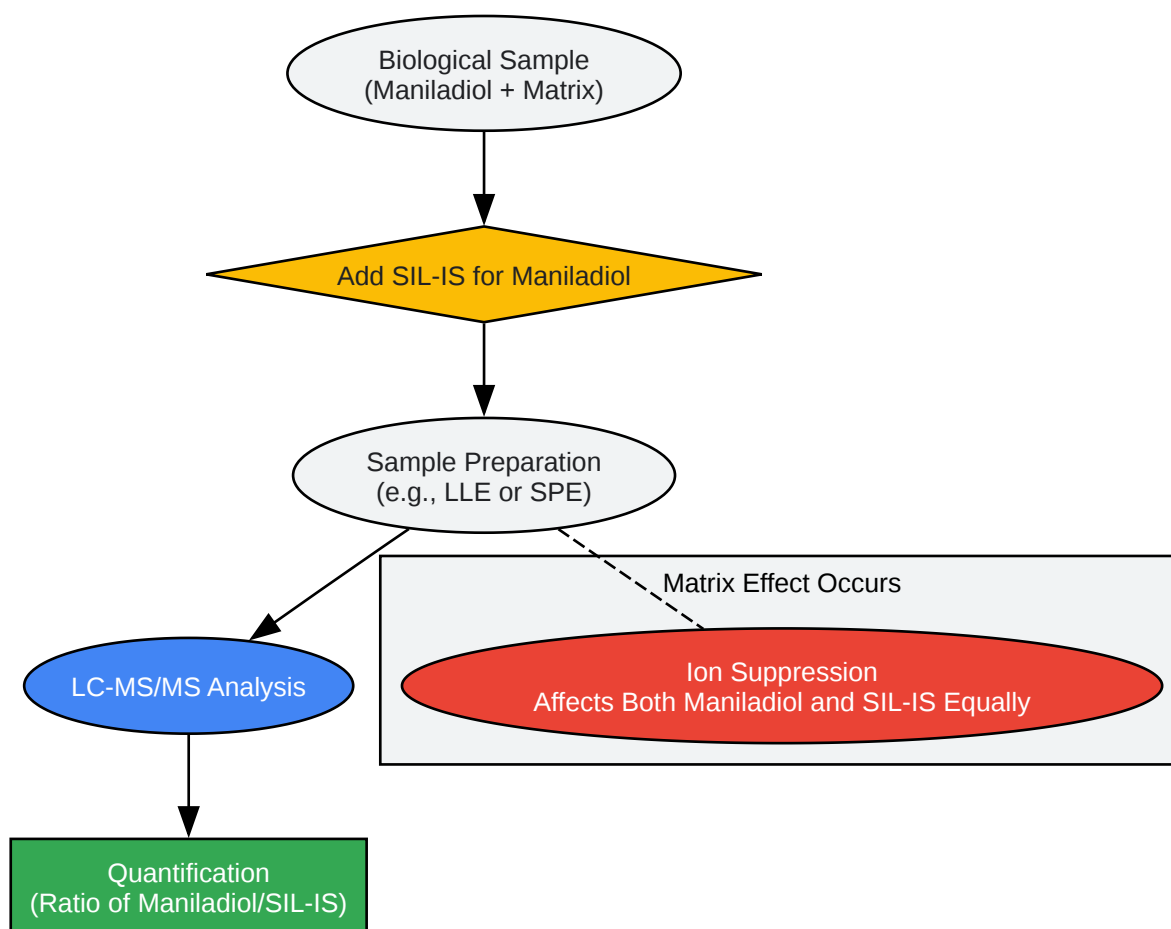 Biological Sample
(Maniladiol + Matrix)
Add SIL-IS for Maniladiol
Sample Preparation
(e.g., LLE or SPE)
Matrix Effect Occurs
LC-MS/MS Analysis
Ion Suppression
Affects Both Maniladiol and SIL-IS Equally
Quantification
(Ratio of Maniladiol/SIL-IS)